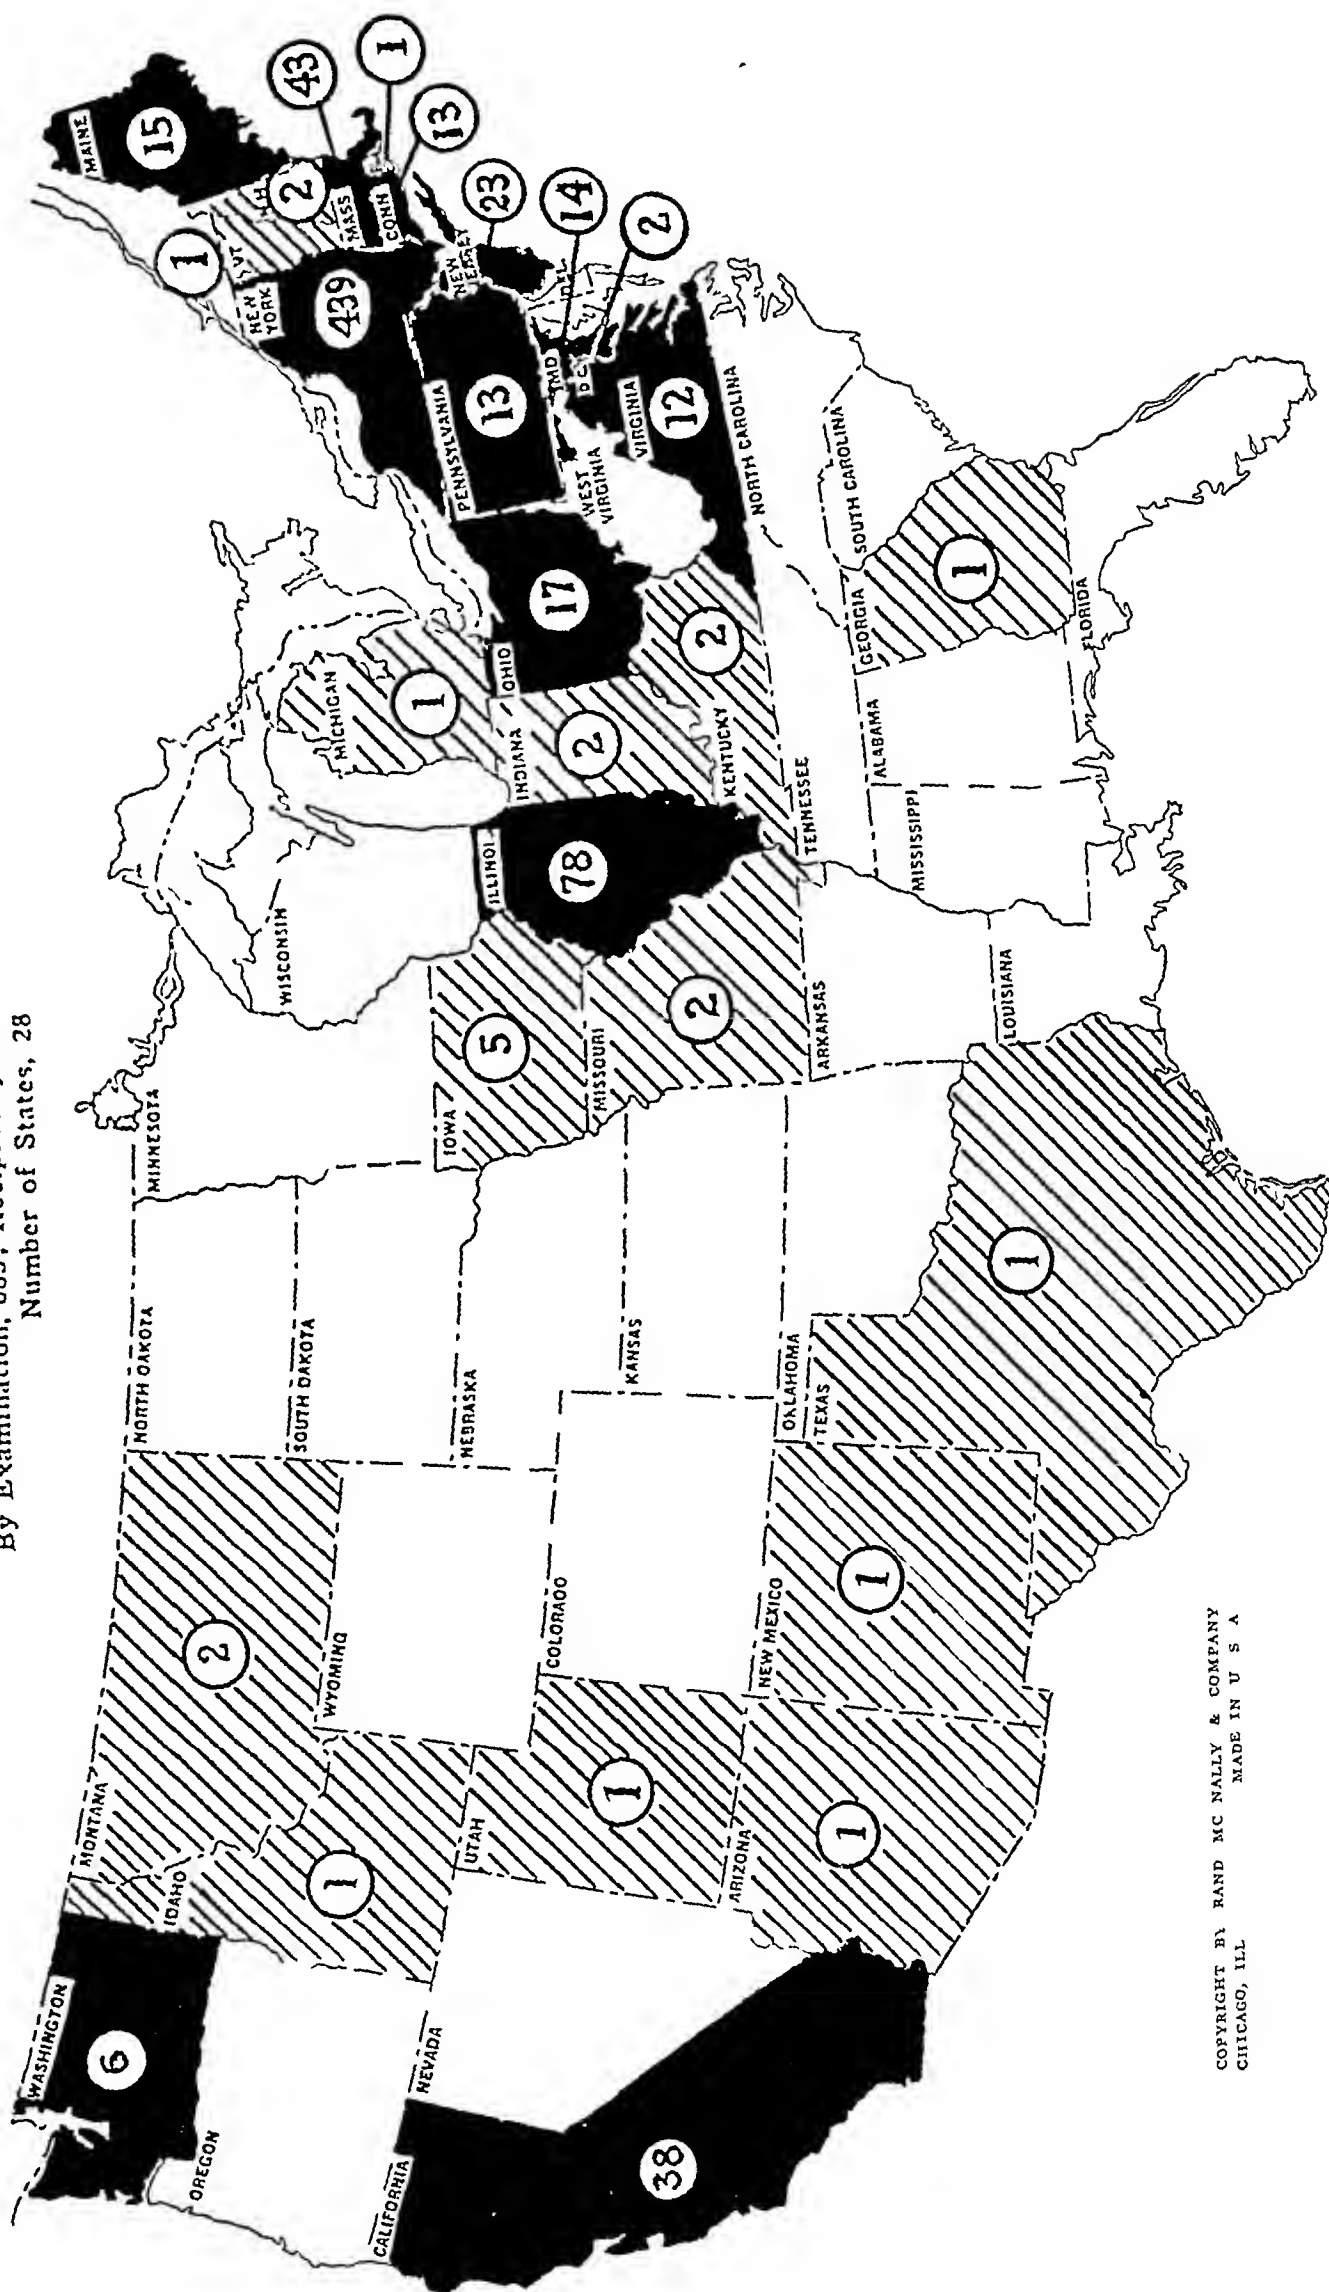 By Examination,
Number of States, 28
WASHINGTON
6
MONTANA
2
NORTH DAKOTA
MINNESOTA
OREGON
IDAHO
1
WYOMING
SOUTH DAKOTA
WISCONSIN
MICHIGAN
1
1
VT
NEW
YORK
439
2
MAINE
15
43
MASS
CONN
1
13
CALIFORNIA
38
NEVADA
UTAH
1
COLORADO
NEBRASKA
IOWA
5
ILLINOI
78
INDIANA
2
OHIO
17
PENNSYLVANIA
13
NEW
JERSEY
23
MD
14
DEL
D C
2
KANSAS
MISSOURI
2
KENTUCKY
2
WEST
VIRGINIA
VIRGINIA
12
ARIZONA
1
NEW MEXICO
1
OKLAHOMA
TEXAS
1
ARKANSAS
TENNESSEE
NORTH CAROLINA
LOUISIANA
MISSISSIPPI
ALABAMA
GEORGIA
1
SOUTH CAROLINA
FLORIDA
COPYRIGHT BY RAND MC NALLY & COMPANY
CHICAGO, ILL MADE IN U S A